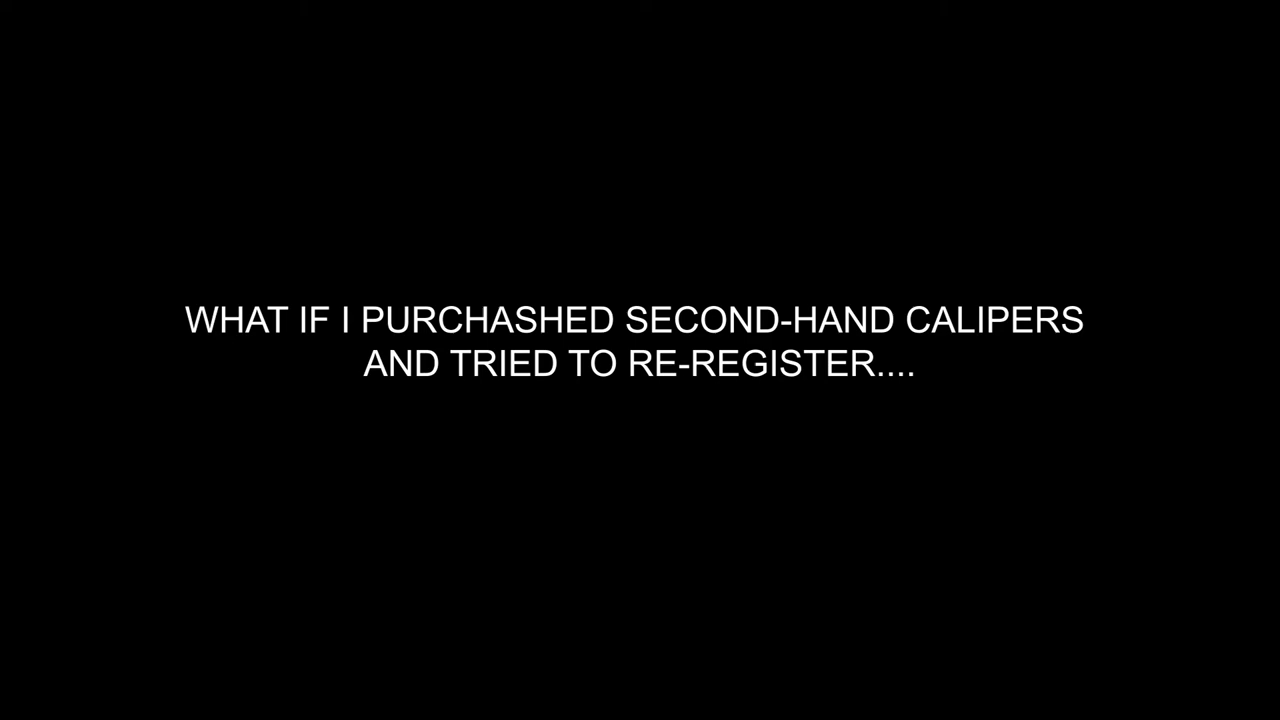 WHAT IF I PURCHASHED SECOND-HAND CALIPERS
AND TRIED TO RE-REGISTER....